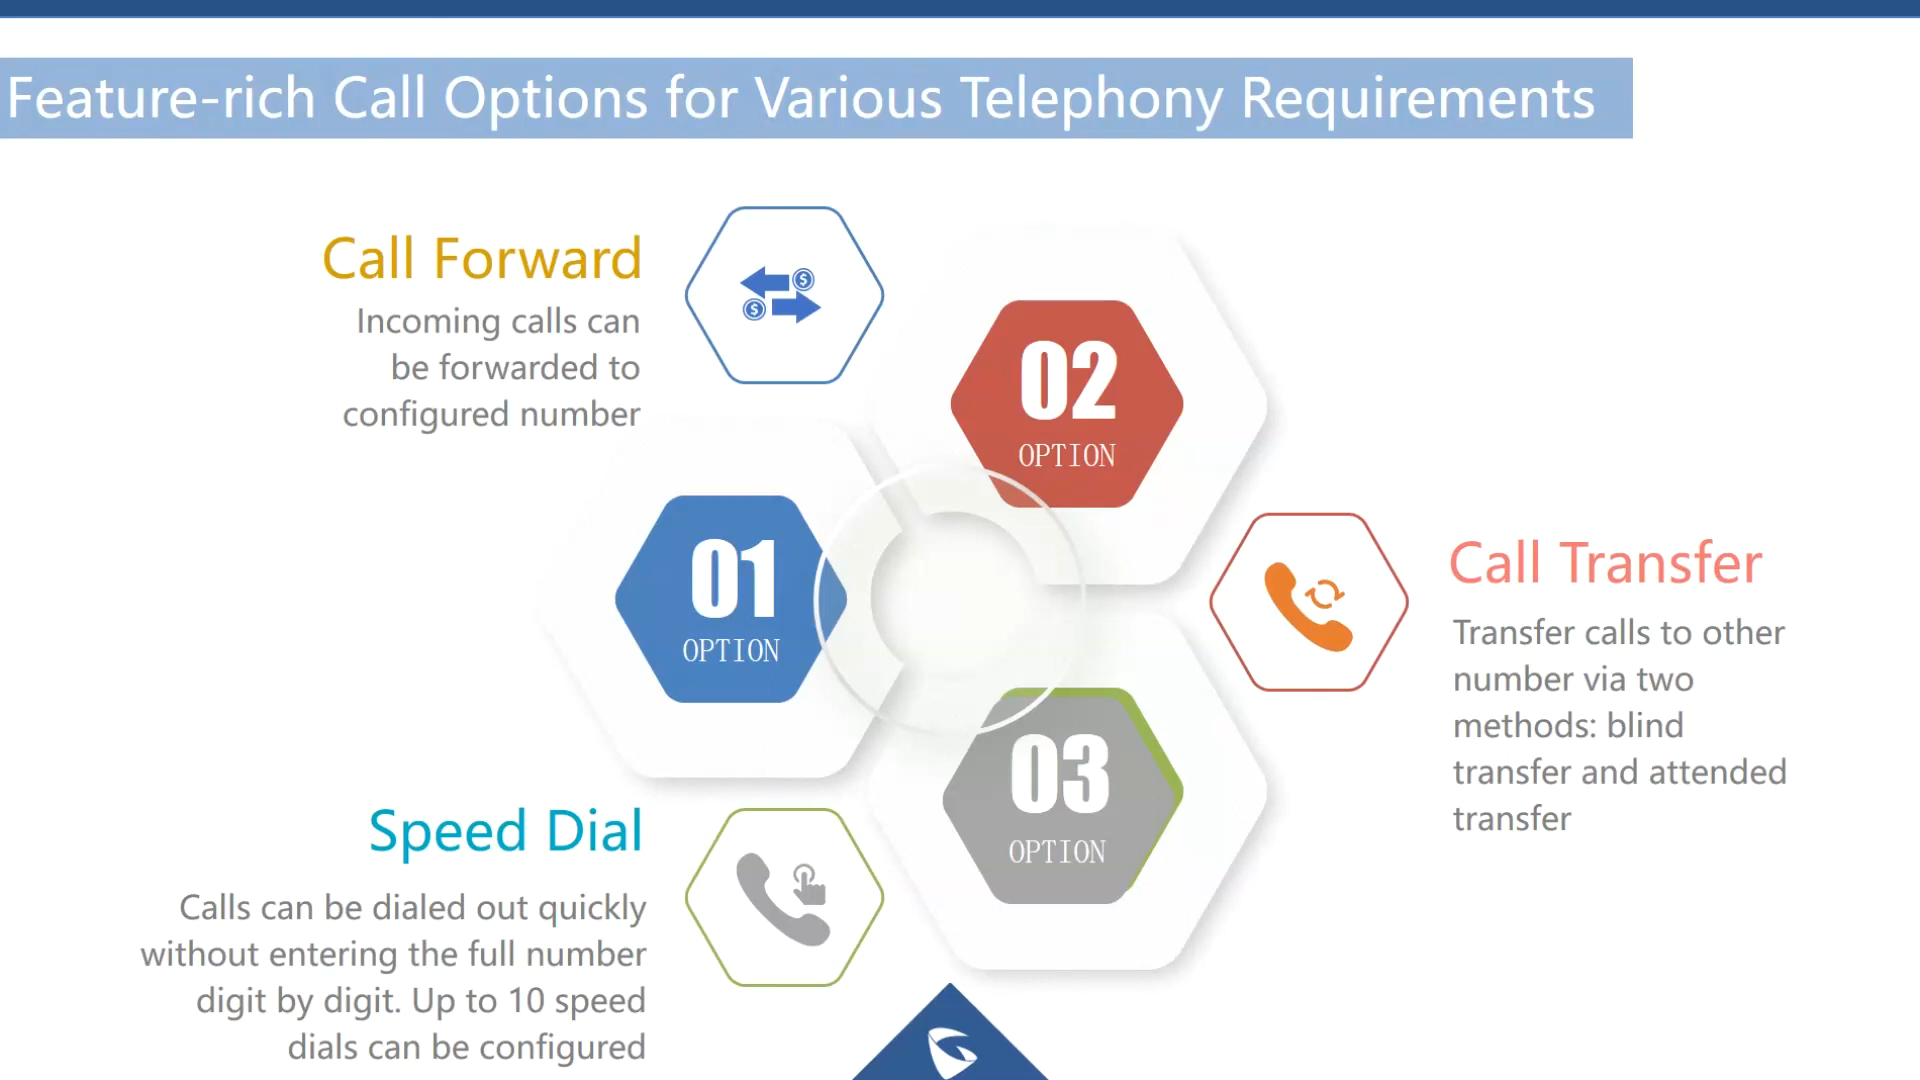 Feature-rich Call Options for Various Telephony Requirements
Call Forward
Incoming calls can
be forwarded to
configured number
01
OPTION
02
OPTION
Call Transfer
Transfer calls to other
number via two
methods: blind
transfer and attended
transfer
03
OPTION
Speed Dial
Calls can be dialed out quickly
without entering the full number
digit by digit. Up to 10 speed
dials can be configured